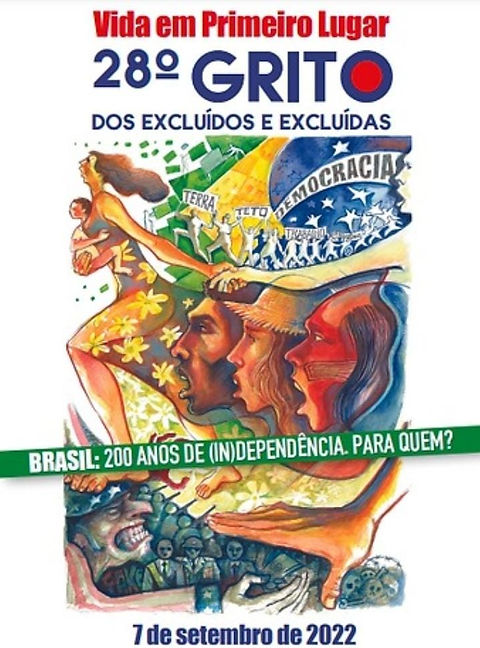 Vida em Primeiro Lugar
28º GRITO
DOS EXCLUÍDOS E EXCLUÍDAS
DEMOCRACIA
TERRA
TETO
TRABALHO
BRASIL: 200 ANOS DE (IN)DEPENDÊNCIA. PARA QUEM?
7 de setembro de 2022